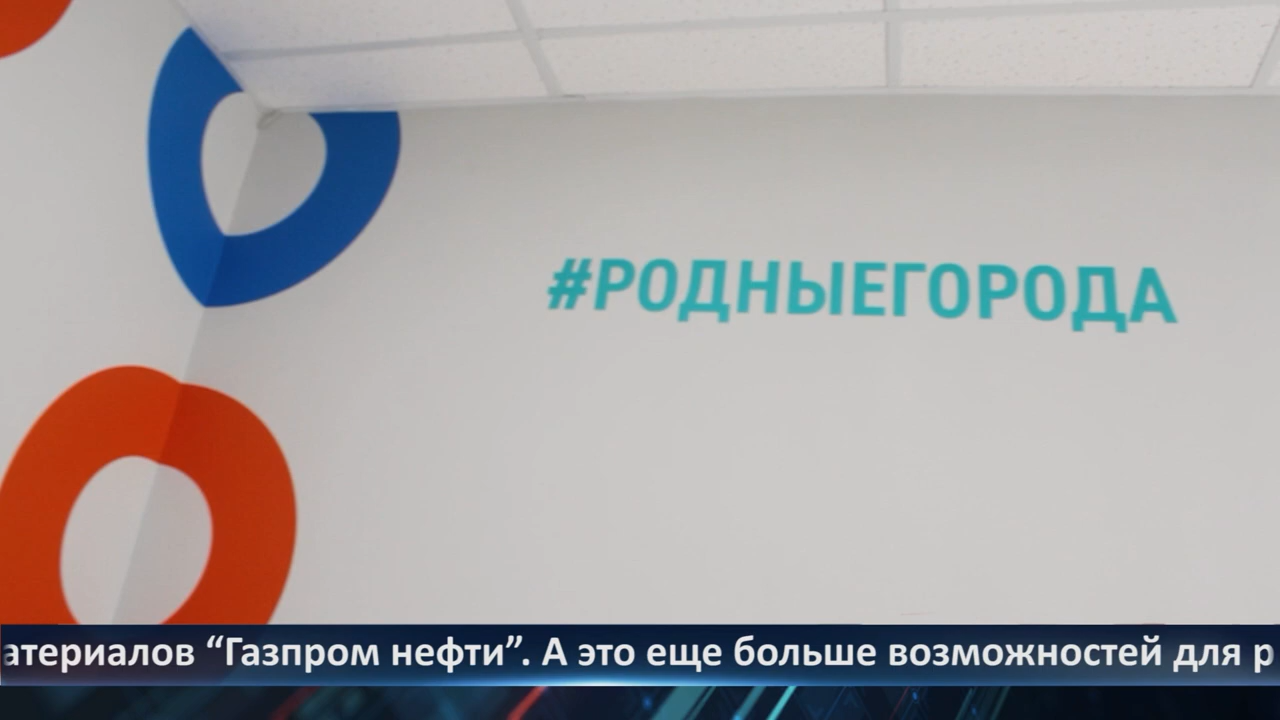 #РОДНЫЕГОРОДА
атериалов “Газпром нефти”. А это еще больше возможностей для р